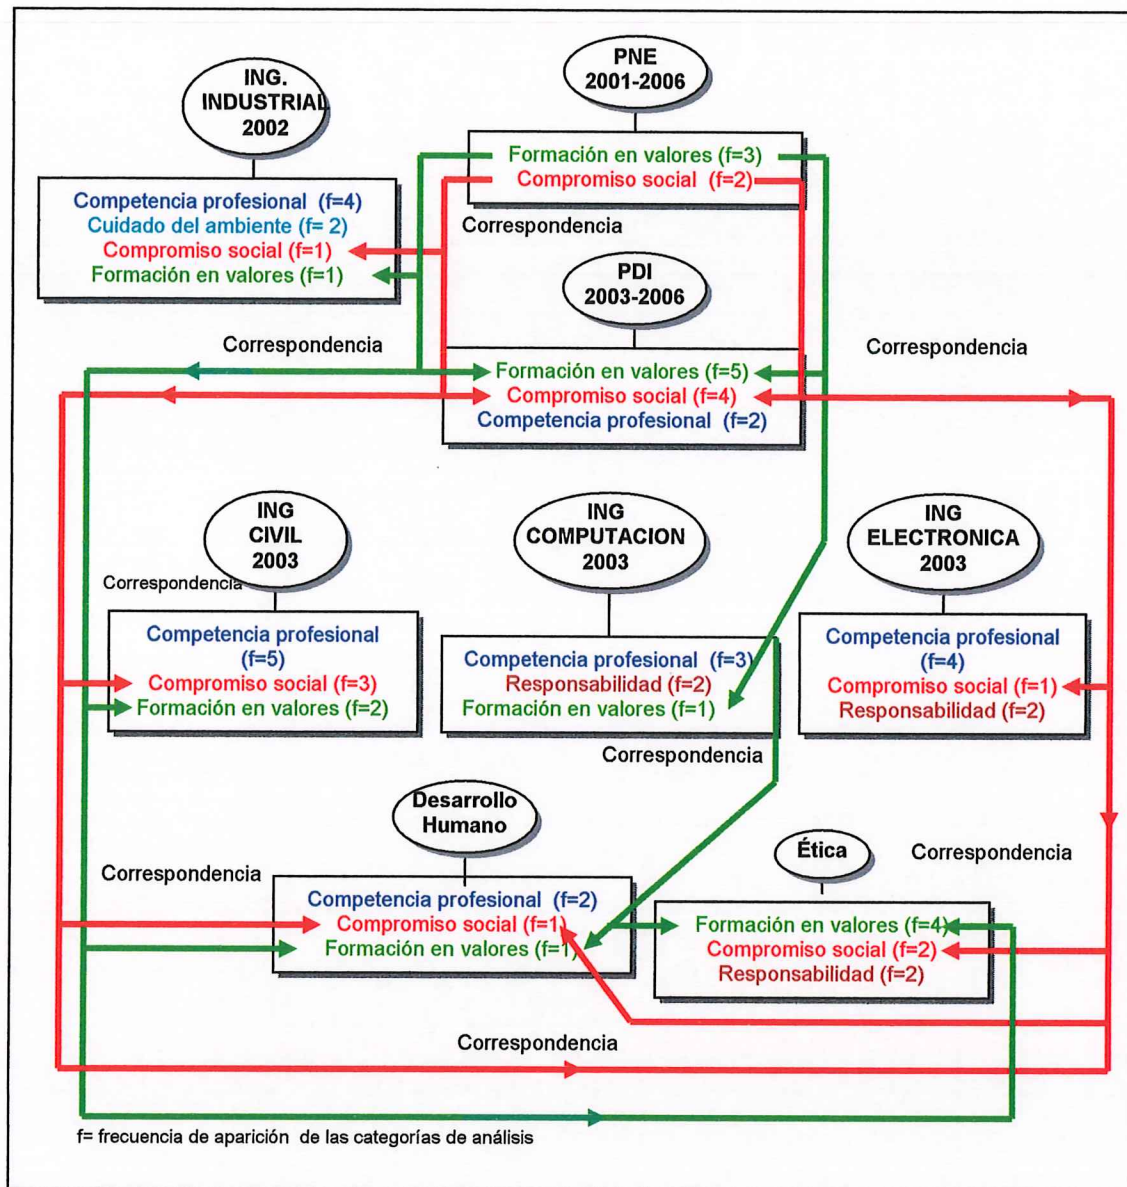 ING.
INDUSTRIAL
2002
PNE
2001-2006
Formación en valores (f=3)
Compromiso social (f=2)
Competencia profesional (f=4)
Cuidado del ambiente (f= 2)
Compromiso social (f=1)
Formación en valores (f=1)
Correspondencia
PDI
2003-2006
Correspondencia
Correspondencia
Formación en valores (f=5)
Compromiso social (f=4)
Competencia profesional (f=2)
ING
CIVIL
2003
ING
COMPUTACION
2003
ING
ELECTRONICA
2003
Correspondencia
Competencia profesional
(f=5)
Compromiso social (f=3)
Formación en valores (f=2)
Competencia profesional (f=3)
Responsabilidad (f=2)
Formación en valores (f=1)
Competencia profesional
(f=4)
Compromiso social (f=1)
Responsabilidad (f=2)
Correspondencia
Desarrollo
Humano
Ética
Correspondencia
Correspondencia
Competencia profesional (f=2)
Compromiso social (f=1)
Formación en valores (f=1)
Formación en valores (f=4)
Compromiso social (f=2)
Responsabilidad (f=2)
Correspondencia
f= frecuencia de aparición de las categorías de análisis